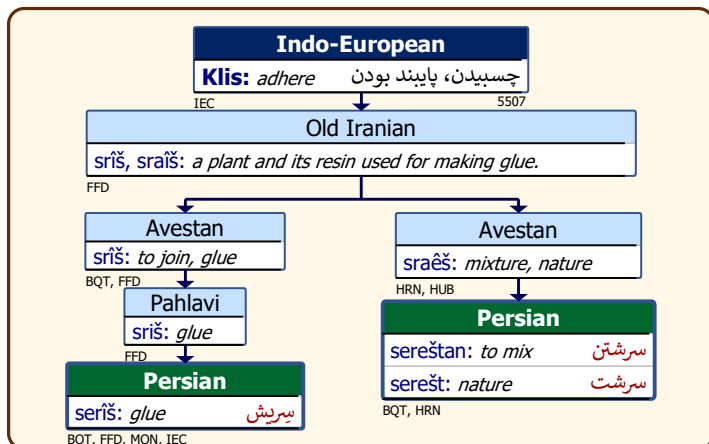 Indo-European
Klis: adhere چسبیدن، پایبند بودن
IEC 5507
Old Iranian
srîš, sraîš: a plant and its resin used for making glue.
FFD
Avestan
srîš: to join, glue
BQT, FFD
Pahlavi
sriš: glue
FFD
Persian
serîš: glue سِریش
BQT, FFD, MON, IEC
Avestan
sraêš: mixture, nature
HRN, HUB
Persian
sereštan: to mix سرشتن
serešt: nature سرشت
BQT, HRN